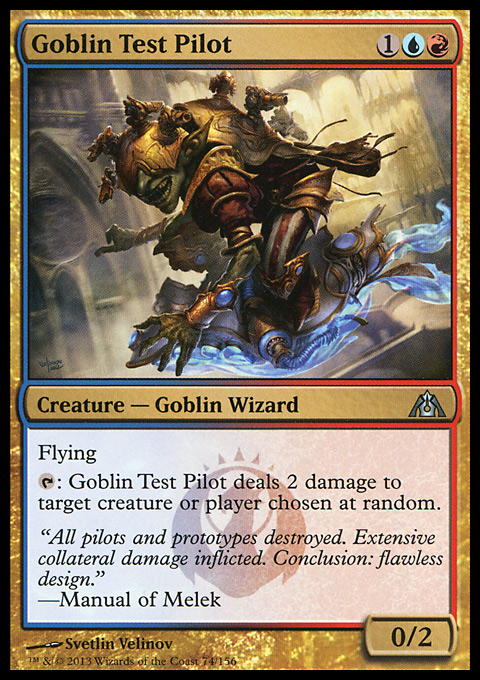 Goblin Test Pilot 1
Creature — Goblin Wizard
Flying
: Goblin Test Pilot deals 2 damage to
target creature or player chosen at random.
“All pilots and prototypes destroyed. Extensive
collateral damage inflicted. Conclusion: flawless
design.”
—Manual of Melek
Svetlin Velinov
0/2
™ & © 2013 Wizards of the Coast 74/156